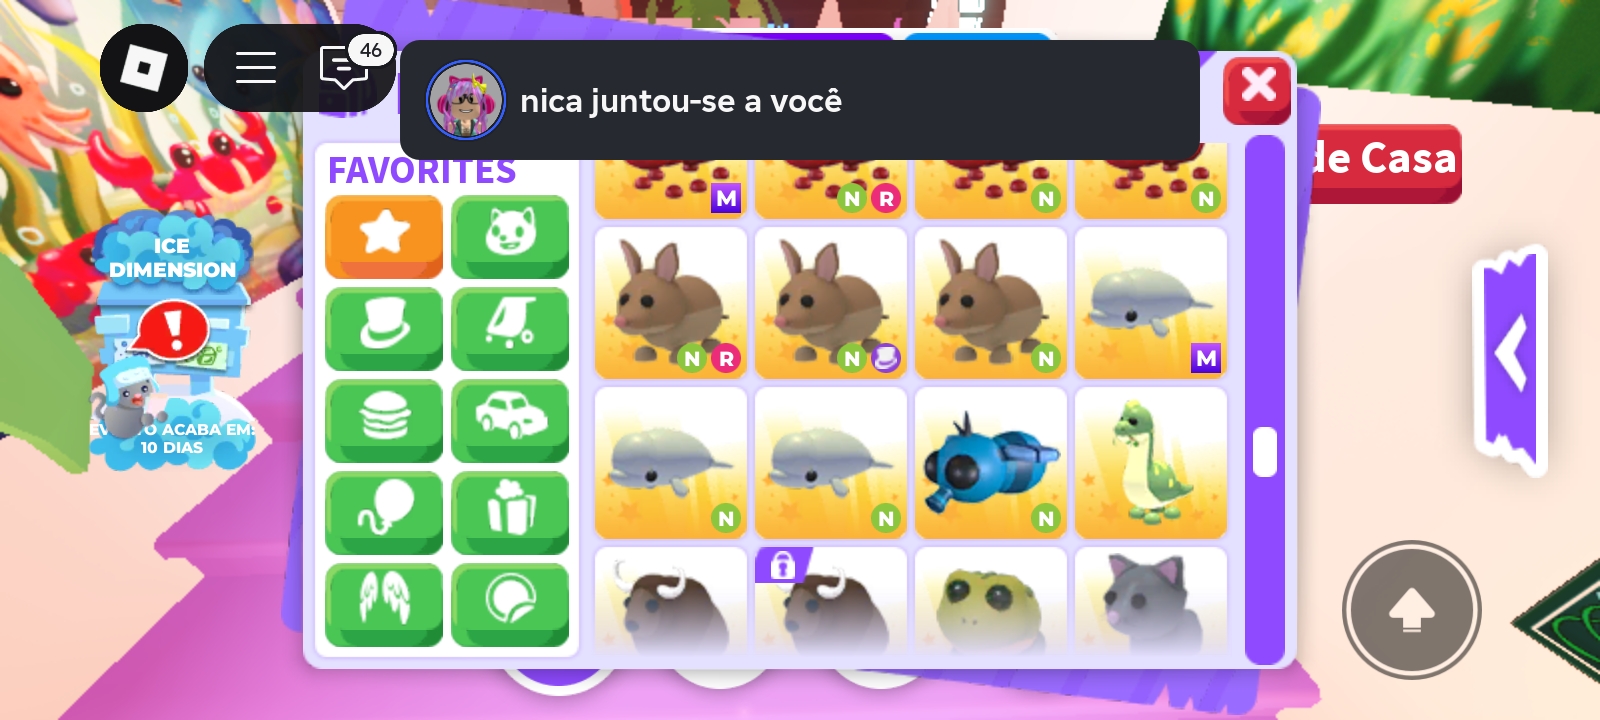 46
nica juntou-se a você
FAVORITES
de Casa
ICE
DIMENSION
!
ACABA EM:
10 DIAS
M
N R
N
N
N R
N
N
M
N
N
N